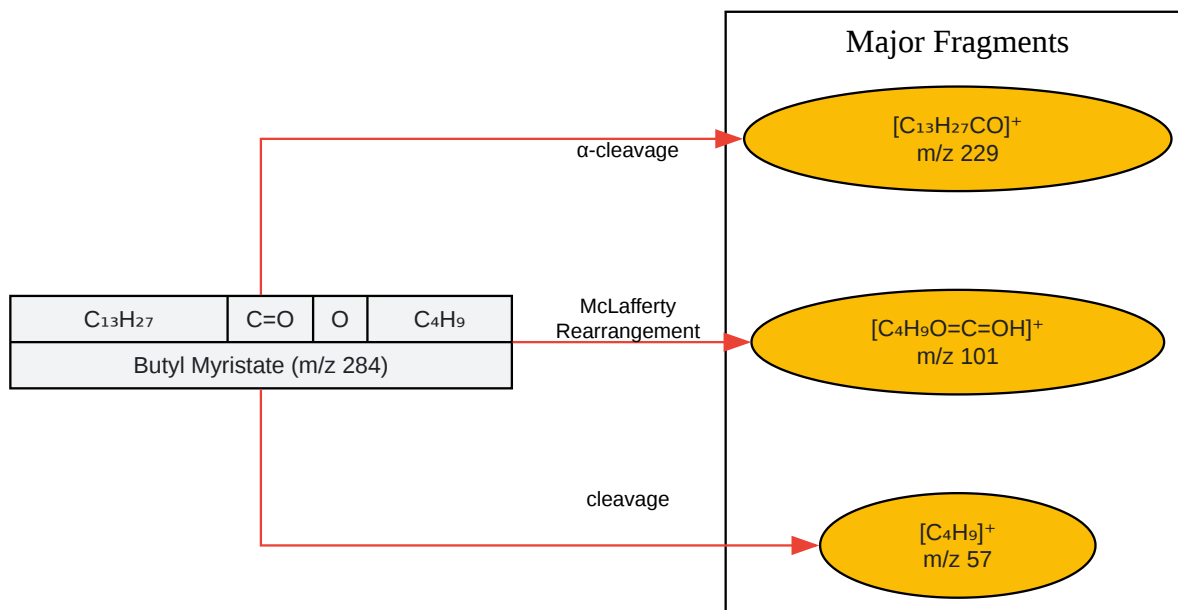 Major Fragments
[C₁₃H₂₇CO]⁺
m/z 229
α-cleavage
McLafferty
Rearrangement
C₁₃H₂₇
C=O
O
C₄H₉
[C₄H₉O=C=OH]⁺
m/z 101
Butyl Myristate (m/z 284)
cleavage
[C₄H₉]⁺
m/z 57